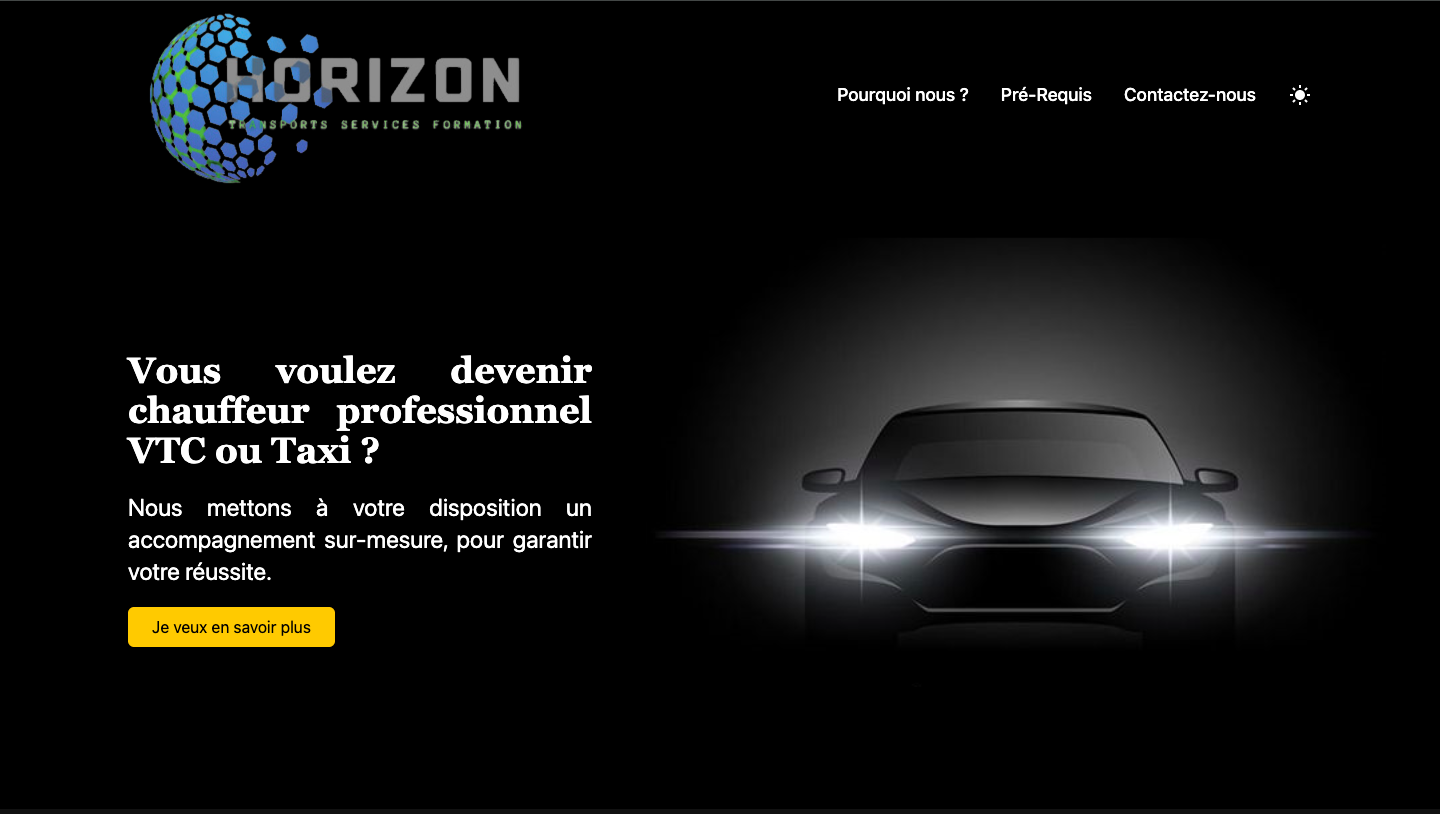 HORIZON
TRANSPORTS SERVICES FORMATION
Pourquoi nous ?
Pré-Requis
Contactez-nous
Vous voulez devenir
chauffeur professionnel
VTC ou Taxi ?
Nous mettons à votre disposition un
accompagnement sur-mesure, pour garantir
votre réussite.
Je veux en savoir plus